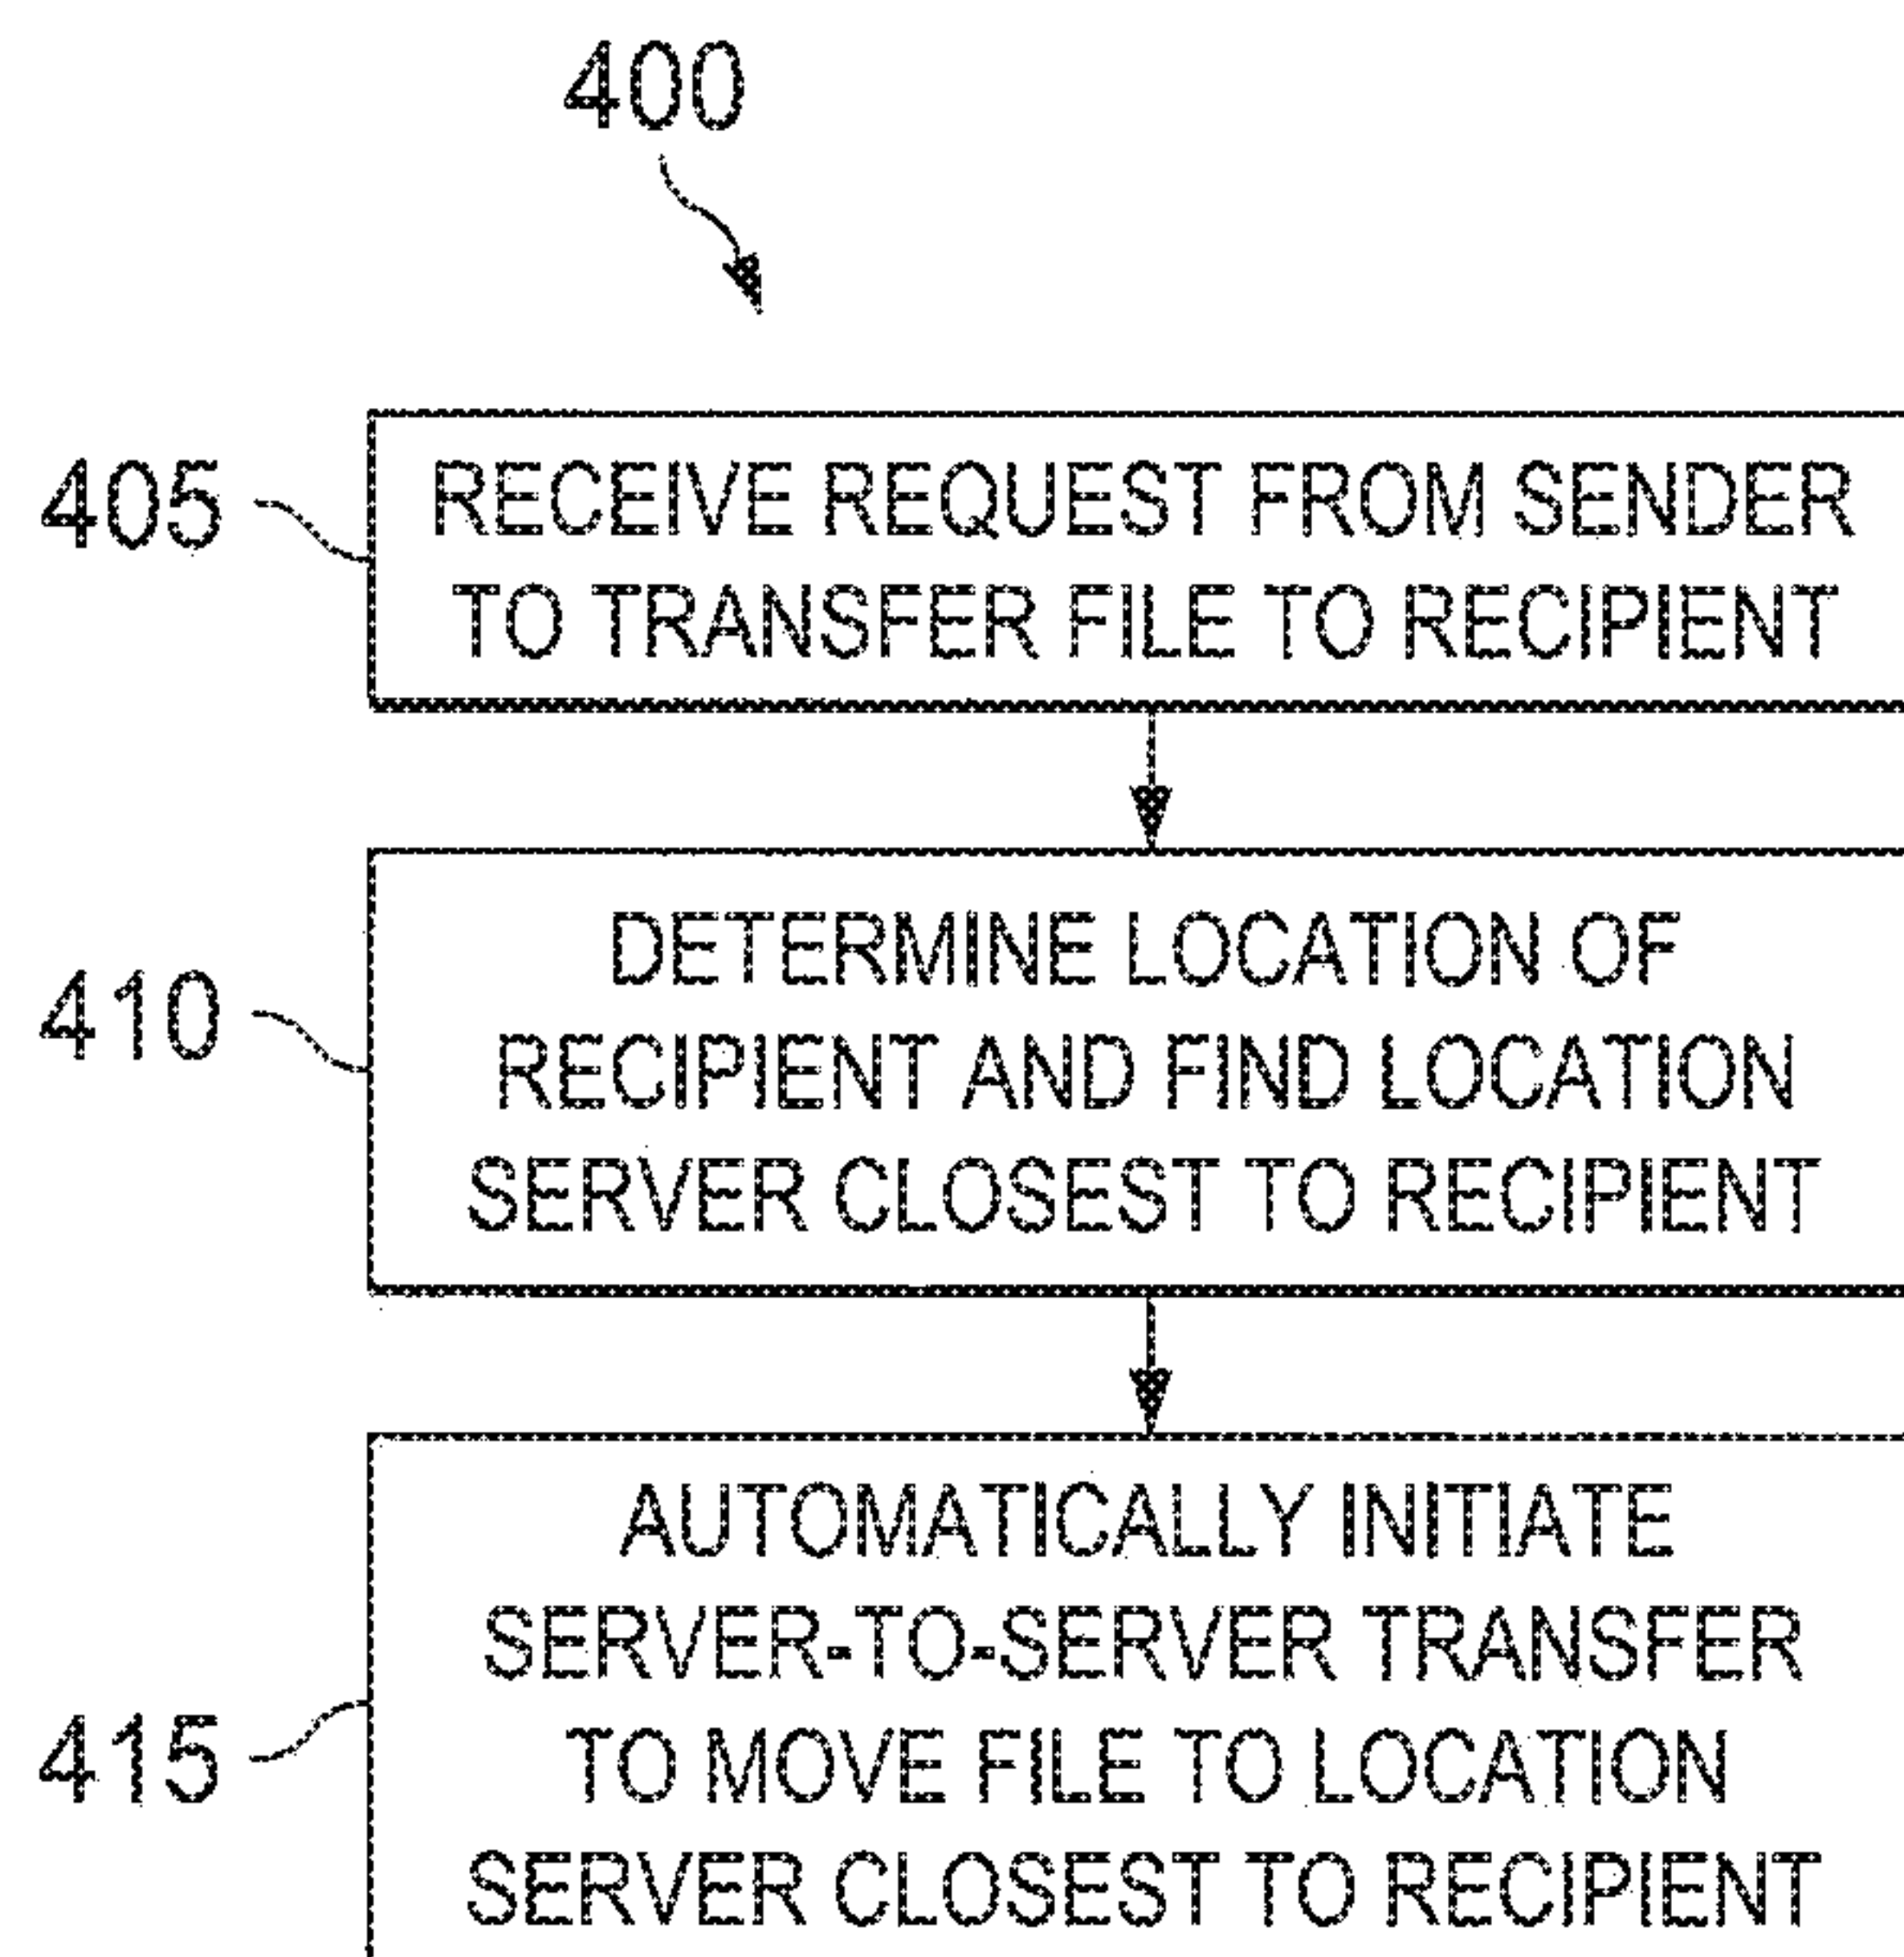 400
405
RECEIVE REQUEST FROM SENDER
TO TRANSFER FILE TO RECIPIENT
410
DETERMINE LOCATION OF
RECIPIENT AND FIND LOCATION
SERVER CLOSEST TO RECIPIENT
415
AUTOMATICALLY INITIATE
SERVER-TO-SERVER TRANSFER
TO MOVE FILE TO LOCATION
SERVER CLOSEST TO RECIPIENT